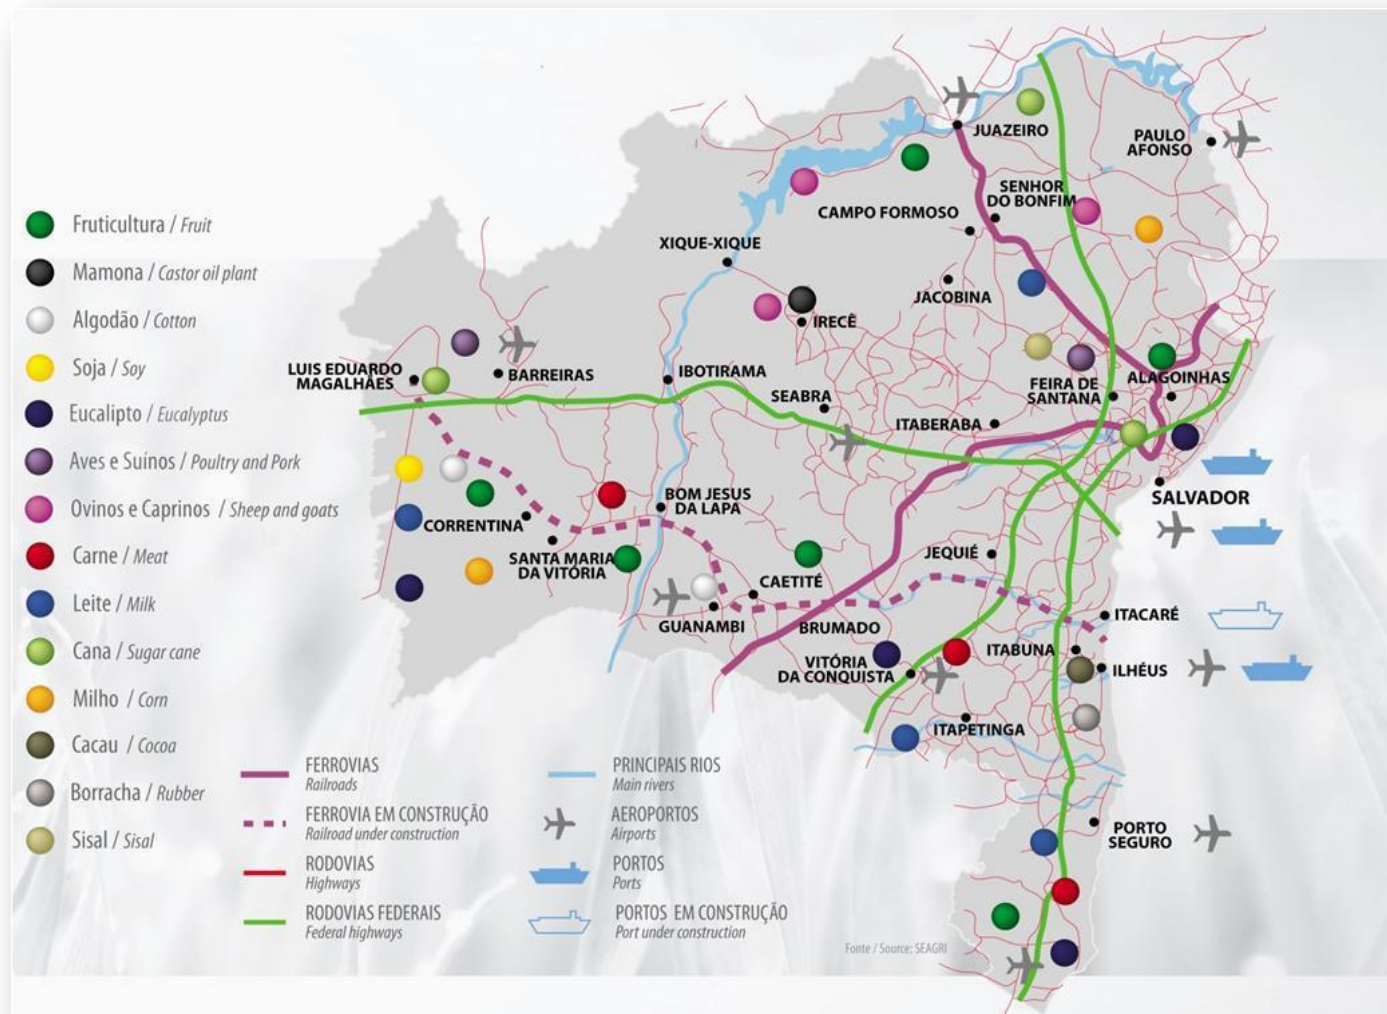 Fruticultura / Fruit
Mamona / Castor oil plant
Algodão / Cotton
Soja / Soy
Eucalipto / Eucalyptus
Aves e Suínos / Poultry and Pork
Ovinos e Caprinos / Sheep and goats
Carne / Meat
Leite / Milk
Cana / Sugar cane
Milho / Corn
Cacau / Cocoa
Borracha / Rubber
Sisal / Sisal
JUAZEIRO
PAULO
AFONSO
SENHOR
DO BONFIM
CAMPO FORMOSO
XIQUE-XIQUE
JACOBINA
IRECÊ
LUIS EDUARDO
MAGALHÃES
BARREIRAS
IBOTIRAMA
SEABRA
FEIRA DE
SANTANA
ALAGOINHAS
ITABERABA
BOM JESUS
DA LAPA
SALVADOR
CORRENTINA
SANTA MARIA
DA VITÓRIA
JEQUIÉ
CAETITÉ
GUANAMBI
BRUMADO
ITACARÉ
VITÓRIA
DA CONQUISTA
ITABUNA
ILHÉUS
ITAPETINGA
PORTO
SEGURO
FERROVIAS
Railroads
FERROVIA EM CONSTRUÇÃO
Railroad under construction
RODOVIAS
Highways
RODOVIAS FEDERAIS
Federal highways
PRINCIPAIS RIOS
Main rivers
AEROPORTOS
Airports
PORTOS
Ports
PORTOS EM CONSTRUÇÃO
Port under construction
Fonte / Source: SEAGRI